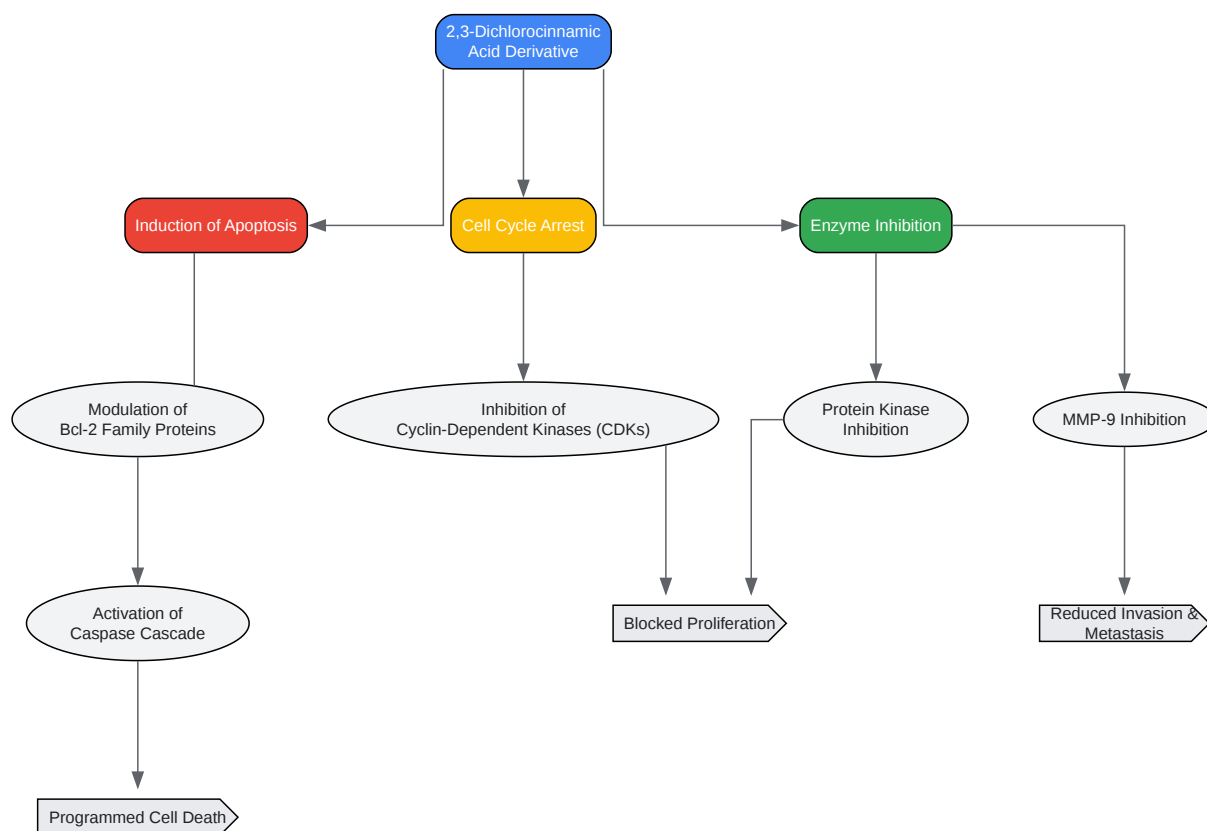 2,3-Dichlorocinnamic
Acid Derivative
Induction of Apoptosis
Cell Cycle Arrest
Enzyme Inhibition
Modulation of
Bcl-2 Family Proteins
Inhibition of
Cyclin-Dependent Kinases (CDKs)
Protein Kinase
Inhibition
MMP-9 Inhibition
Activation of
Caspase Cascade
Blocked Proliferation
Reduced Invasion &
Metastasis
Programmed Cell Death